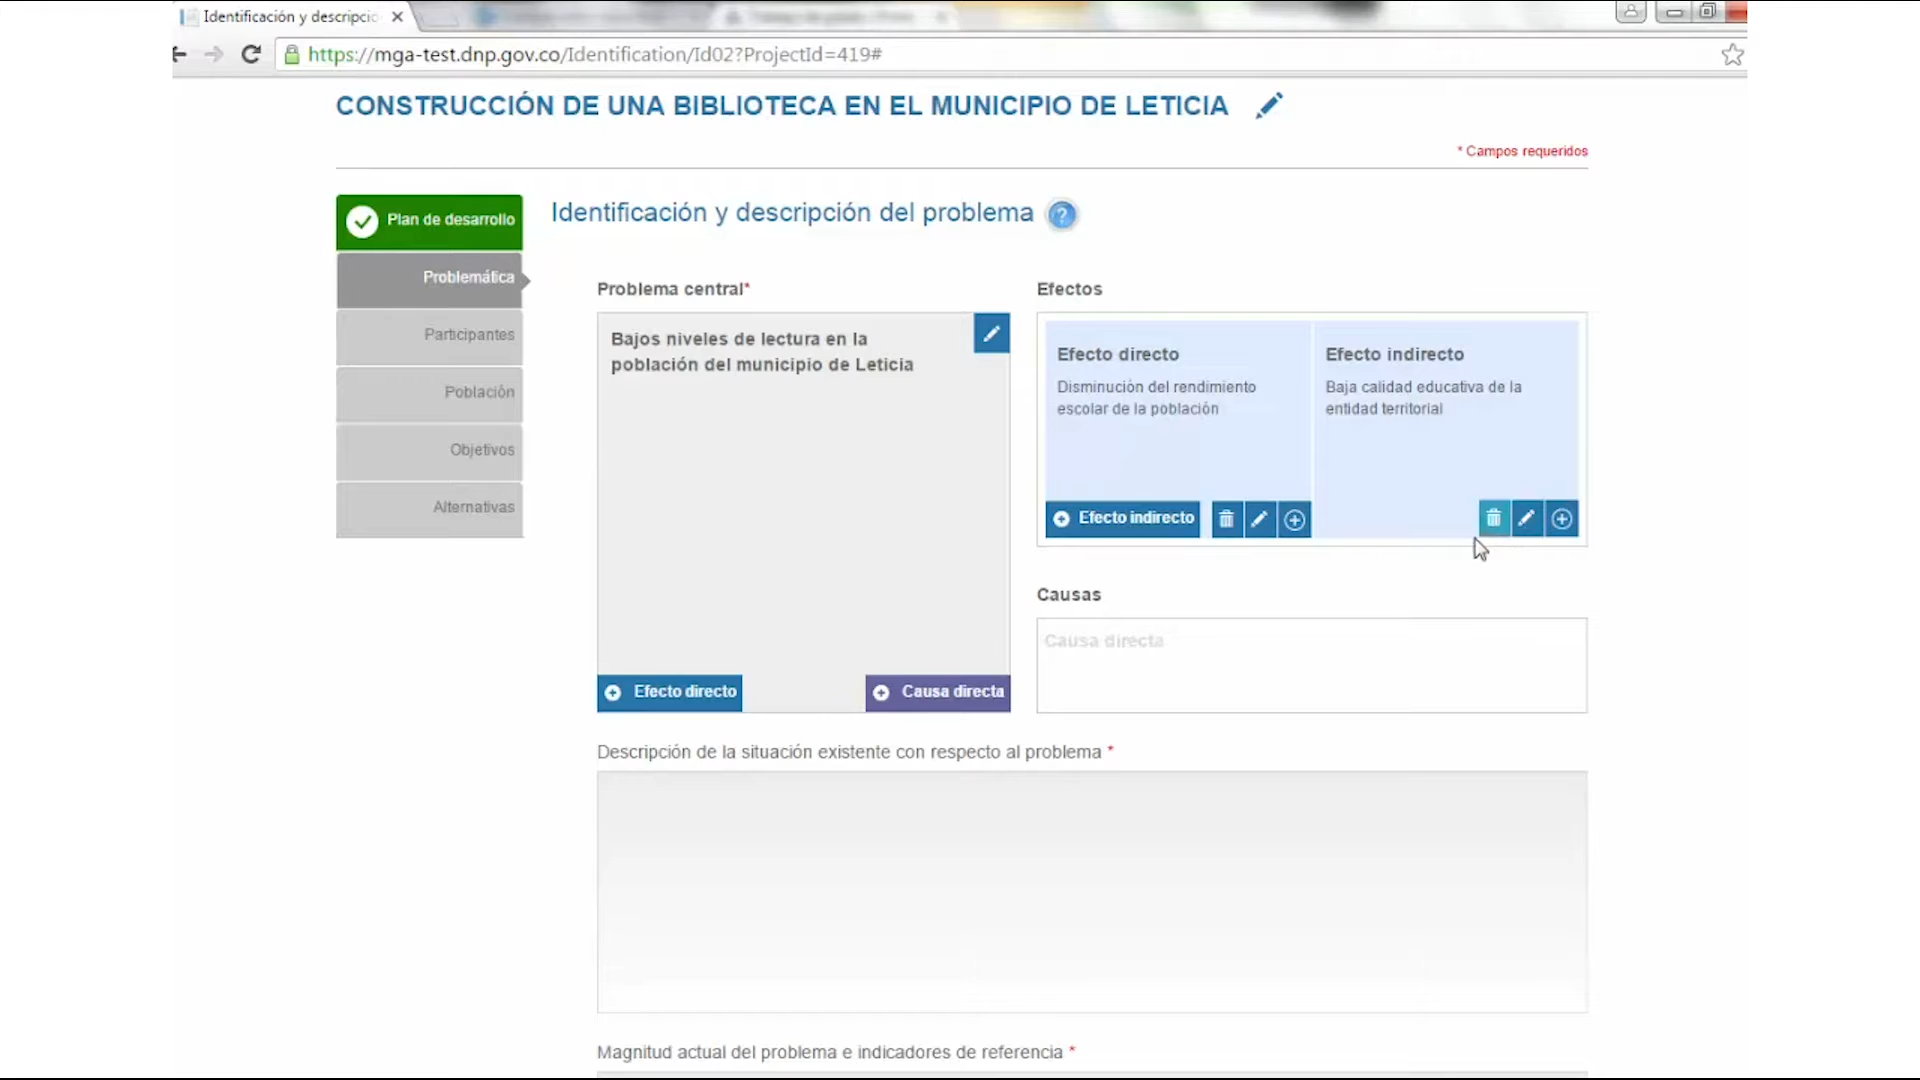 Identificación y descripció
https://mga-test.dnp.gov.co/Identification/Id02?ProjectId=419#
CONSTRUCCIÓN DE UNA BIBLIOTECA EN EL MUNICIPIO DE LETICIA
* Campos requeridos
Plan de desarrollo
Problemática
Participantes
Población
Objetivos
Alternativas
Identificación y descripción del problema ?
Problema central*
Bajos niveles de lectura en la
población del municipio de Leticia
Efecto directo
Causa directa
Efectos
Efecto directo
Disminución del rendimiento
escolar de la población
Efecto indirecto
Efecto indirecto
Baja calidad educativa de la
entidad territorial
Causas
Causa directa
Descripción de la situación existente con respecto al problema *
Magnitud actual del problema e indicadores de referencia *